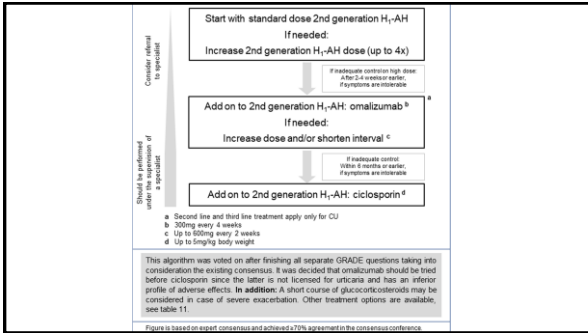 Start with standard dose 2nd generation H₁-AH
If needed:
Increase 2nd generation H₁-AH dose (up to 4x)
Consider referral
to specialist
If inadequate control on high dose:
After 2-4 weeks or earlier,
if symptoms are intolerable
a
Add on to 2nd generation H₁-AH: omalizumab ᵇ
If needed:
Increase dose and/or shorten interval ᶜ
Should be performed
under the supervision of
a specialist
If inadequate control:
Within 6 months or earlier,
if symptoms are intolerable
Add on to 2nd generation H₁-AH: ciclosporin ᵈ
a Second line and third line treatment apply only for CU
b 300mg every 4 weeks
c Up to 600mg every 2 weeks
d Up to 5mg/kg body weight
This algorithm was voted on after finishing all separate GRADE questions taking into
consideration the existing consensus. It was decided that omalizumab should be tried
before ciclosporin since the latter is not licensed for urticaria and has an inferior
profile of adverse effects. In addition: A short course of glucocorticosteroids may be
considered in case of severe exacerbation. Other treatment options are available,
see table 11.
Figure is based on expert consensus and achieved ≥70% agreement in the consensus conference.